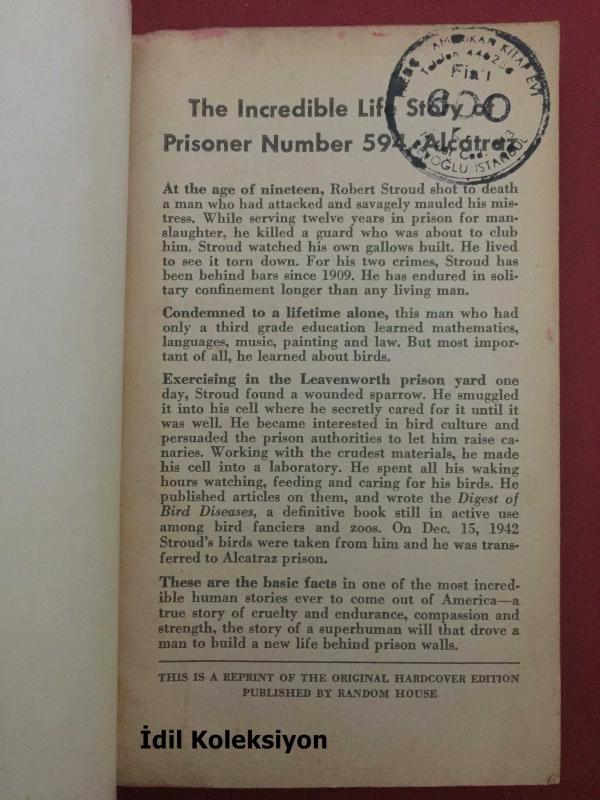 AMERİKAN KİTAP EVİ
Telefon
Fia'ı
600
İSTANBUL
The Incredible Life Story of
Prisoner Number 594, Alcatraz
At the age of nineteen, Robert Stroud shot to death
a man who had attacked and savagely mauled his mis-
tress. While serving twelve years in prison for man-
slaughter, he killed a guard who was about to club
him. Stroud watched his own gallows built. He lived
to see it torn down. For his two crimes, Stroud has
been behind bars since 1909. He has endured in soli-
tary confinement longer than any living man.
Condemned to a lifetime alone, this man who had
only a third grade education learned mathematics,
languages, music, painting and law. But most impor-
tant of all, he learned about birds.
Exercising in the Leavenworth prison yard one
day, Stroud found a wounded sparrow. He smuggled
it into his cell where he secretly cared for it until it
was well. He became interested in bird culture and
persuaded the prison authorities to let him raise ca-
naries. Working with the crudest materials, he made
his cell into a laboratory. He spent all his waking
hours watching, feeding and caring for his birds. He
published articles on them, and wrote the Digest of
Bird Diseases, a definitive book still in active use
among bird fanciers and zoos. On Dec. 15, 1942
Stroud's birds were taken from him and he was trans-
ferred to Alcatraz prison.
These are the basic facts in one of the most incred-
ible human stories ever to come out of America—a
true story of cruelty and endurance, compassion and
strength, the story of a superhuman will that drove a
man to build a new life behind prison walls.
THIS IS A REPRINT OF THE ORIGINAL HARDCOVER EDITION
PUBLISHED BY RANDOM HOUSE
İdil Koleksiyon